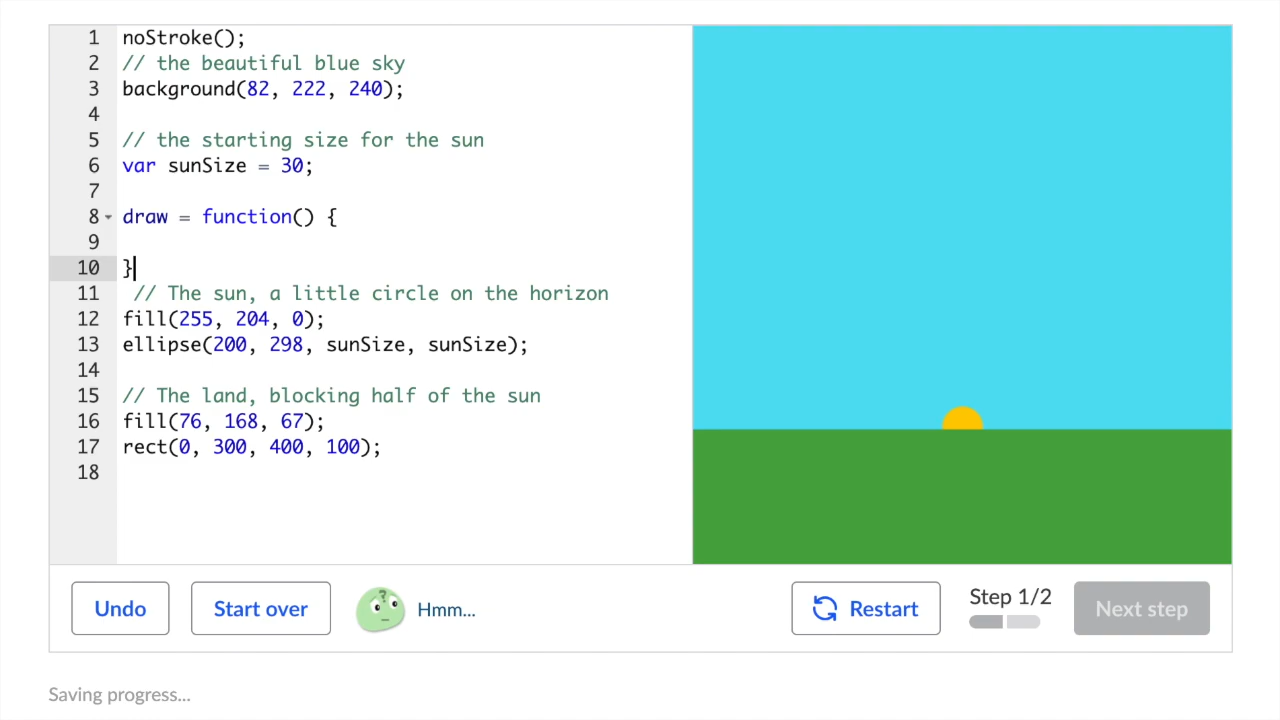 1 noStroke();
2 // the beautiful blue sky
3 background(82, 222, 240);
4
5 // the starting size for the sun
6 var sunSize = 30;
7
8 draw = function() {
9
10 }
11 // The sun, a little circle on the horizon
12 fill(255, 204, 0);
13 ellipse(200, 298, sunSize, sunSize);
14
15 // The land, blocking half of the sun
16 fill(76, 168, 67);
17 rect(0, 300, 400, 100);
18
Undo
Start over
?
Hmm...
Restart
Step 1/2
Next step
Saving progress...